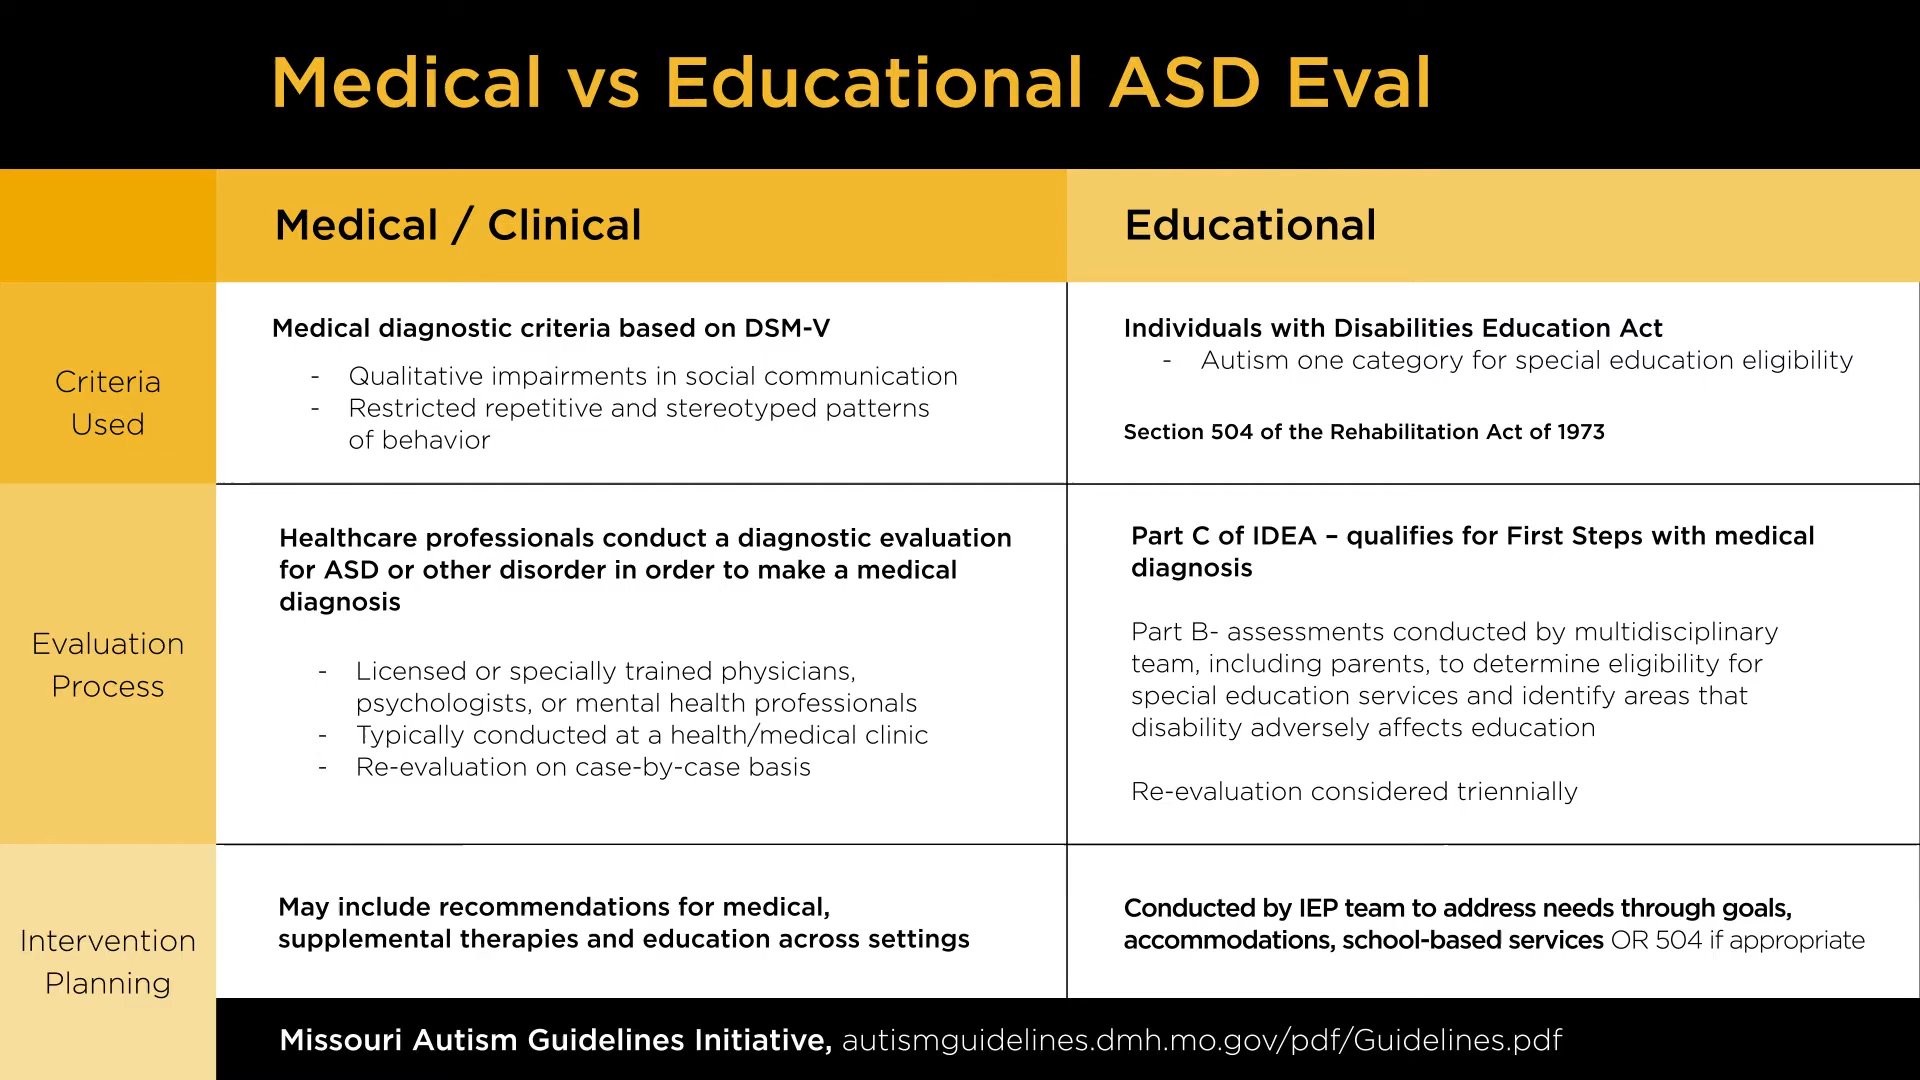 Medical vs Educational ASD Eval
Medical / Clinical
Educational
Criteria
Used
Medical diagnostic criteria based on DSM-V
- Qualitative impairments in social communication
- Restricted repetitive and stereotyped patterns
of behavior
Individuals with Disabilities Education Act
- Autism one category for special education eligibility
Section 504 of the Rehabilitation Act of 1973
Evaluation
Process
Healthcare professionals conduct a diagnostic evaluation
for ASD or other disorder in order to make a medical
diagnosis
- Licensed or specially trained physicians,
psychologists, or mental health professionals
- Typically conducted at a health/medical clinic
- Re-evaluation on case-by-case basis
Part C of IDEA – qualifies for First Steps with medical
diagnosis
Part B- assessments conducted by multidisciplinary
team, including parents, to determine eligibility for
special education services and identify areas that
disability adversely affects education
Re-evaluation considered triennially
Intervention
Planning
May include recommendations for medical,
supplemental therapies and education across settings
Conducted by IEP team to address needs through goals,
accommodations, school-based services OR 504 if appropriate
Missouri Autism Guidelines Initiative, autismguidelines.dmh.mo.gov/pdf/Guidelines.pdf